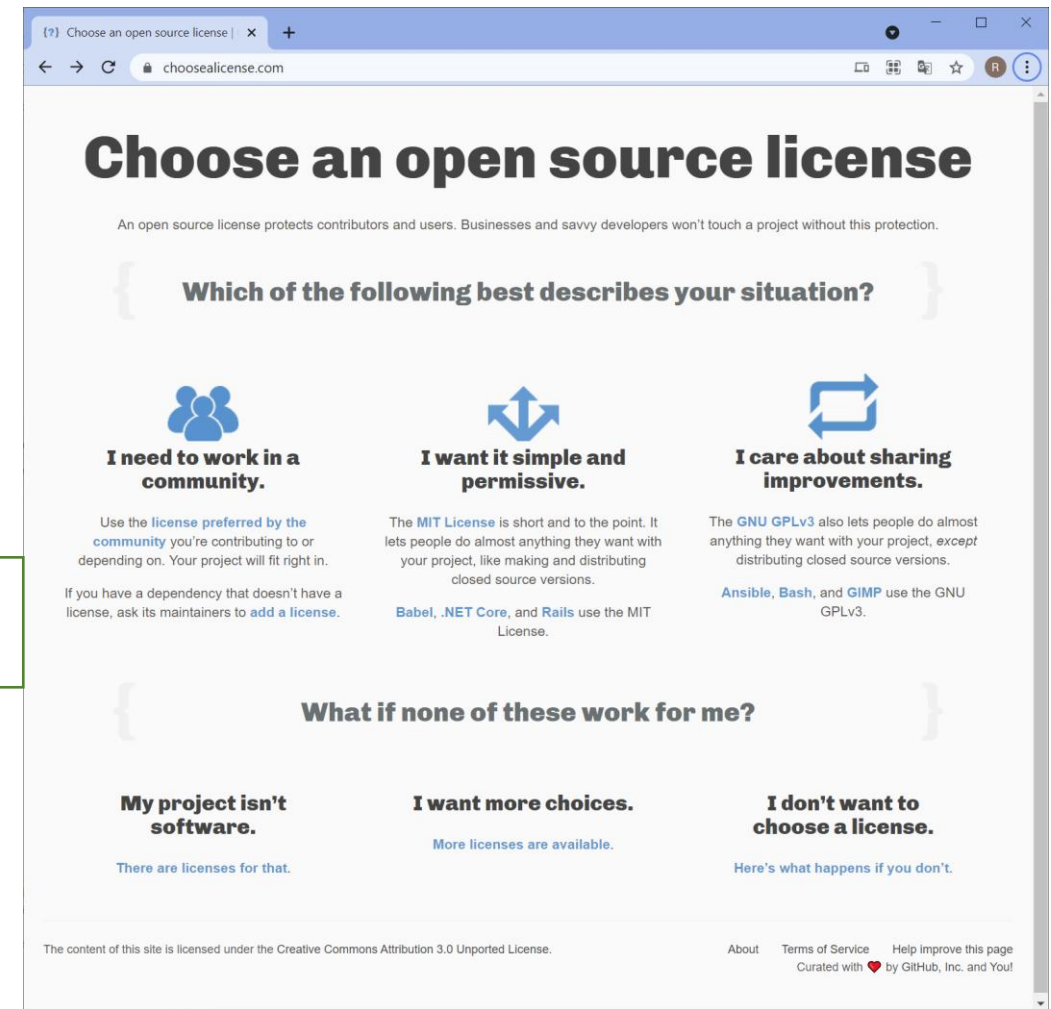 {?} Choose an open source license |
choosealicense.com
R
Choose an open source license
An open source license protects contributors and users. Businesses and savvy developers won't touch a project without this protection.
{ Which of the following best describes your situation? }
I need to work in a
community.
Use the license preferred by the
community you're contributing to or
depending on. Your project will fit right in.
If you have a dependency that doesn't have a
license, ask its maintainers to add a license.
I want it simple and
permissive.
The MIT License is short and to the point. It
lets people do almost anything they want with
your project, like making and distributing
closed source versions.
Babel, .NET Core, and Rails use the MIT
License.
I care about sharing
improvements.
The GNU GPLv3 also lets people do almost
anything they want with your project, except
distributing closed source versions.
Ansible, Bash, and GIMP use the GNU
GPLv3.
{ What if none of these work for me? }
My project isn't
software.
There are licenses for that.
I want more choices.
More licenses are available.
I don't want to
choose a license.
Here's what happens if you don't.
The content of this site is licensed under the Creative Commons Attribution 3.0 Unported License.
About Terms of Service Help improve this page
Curated with ❤ by GitHub, Inc. and You!